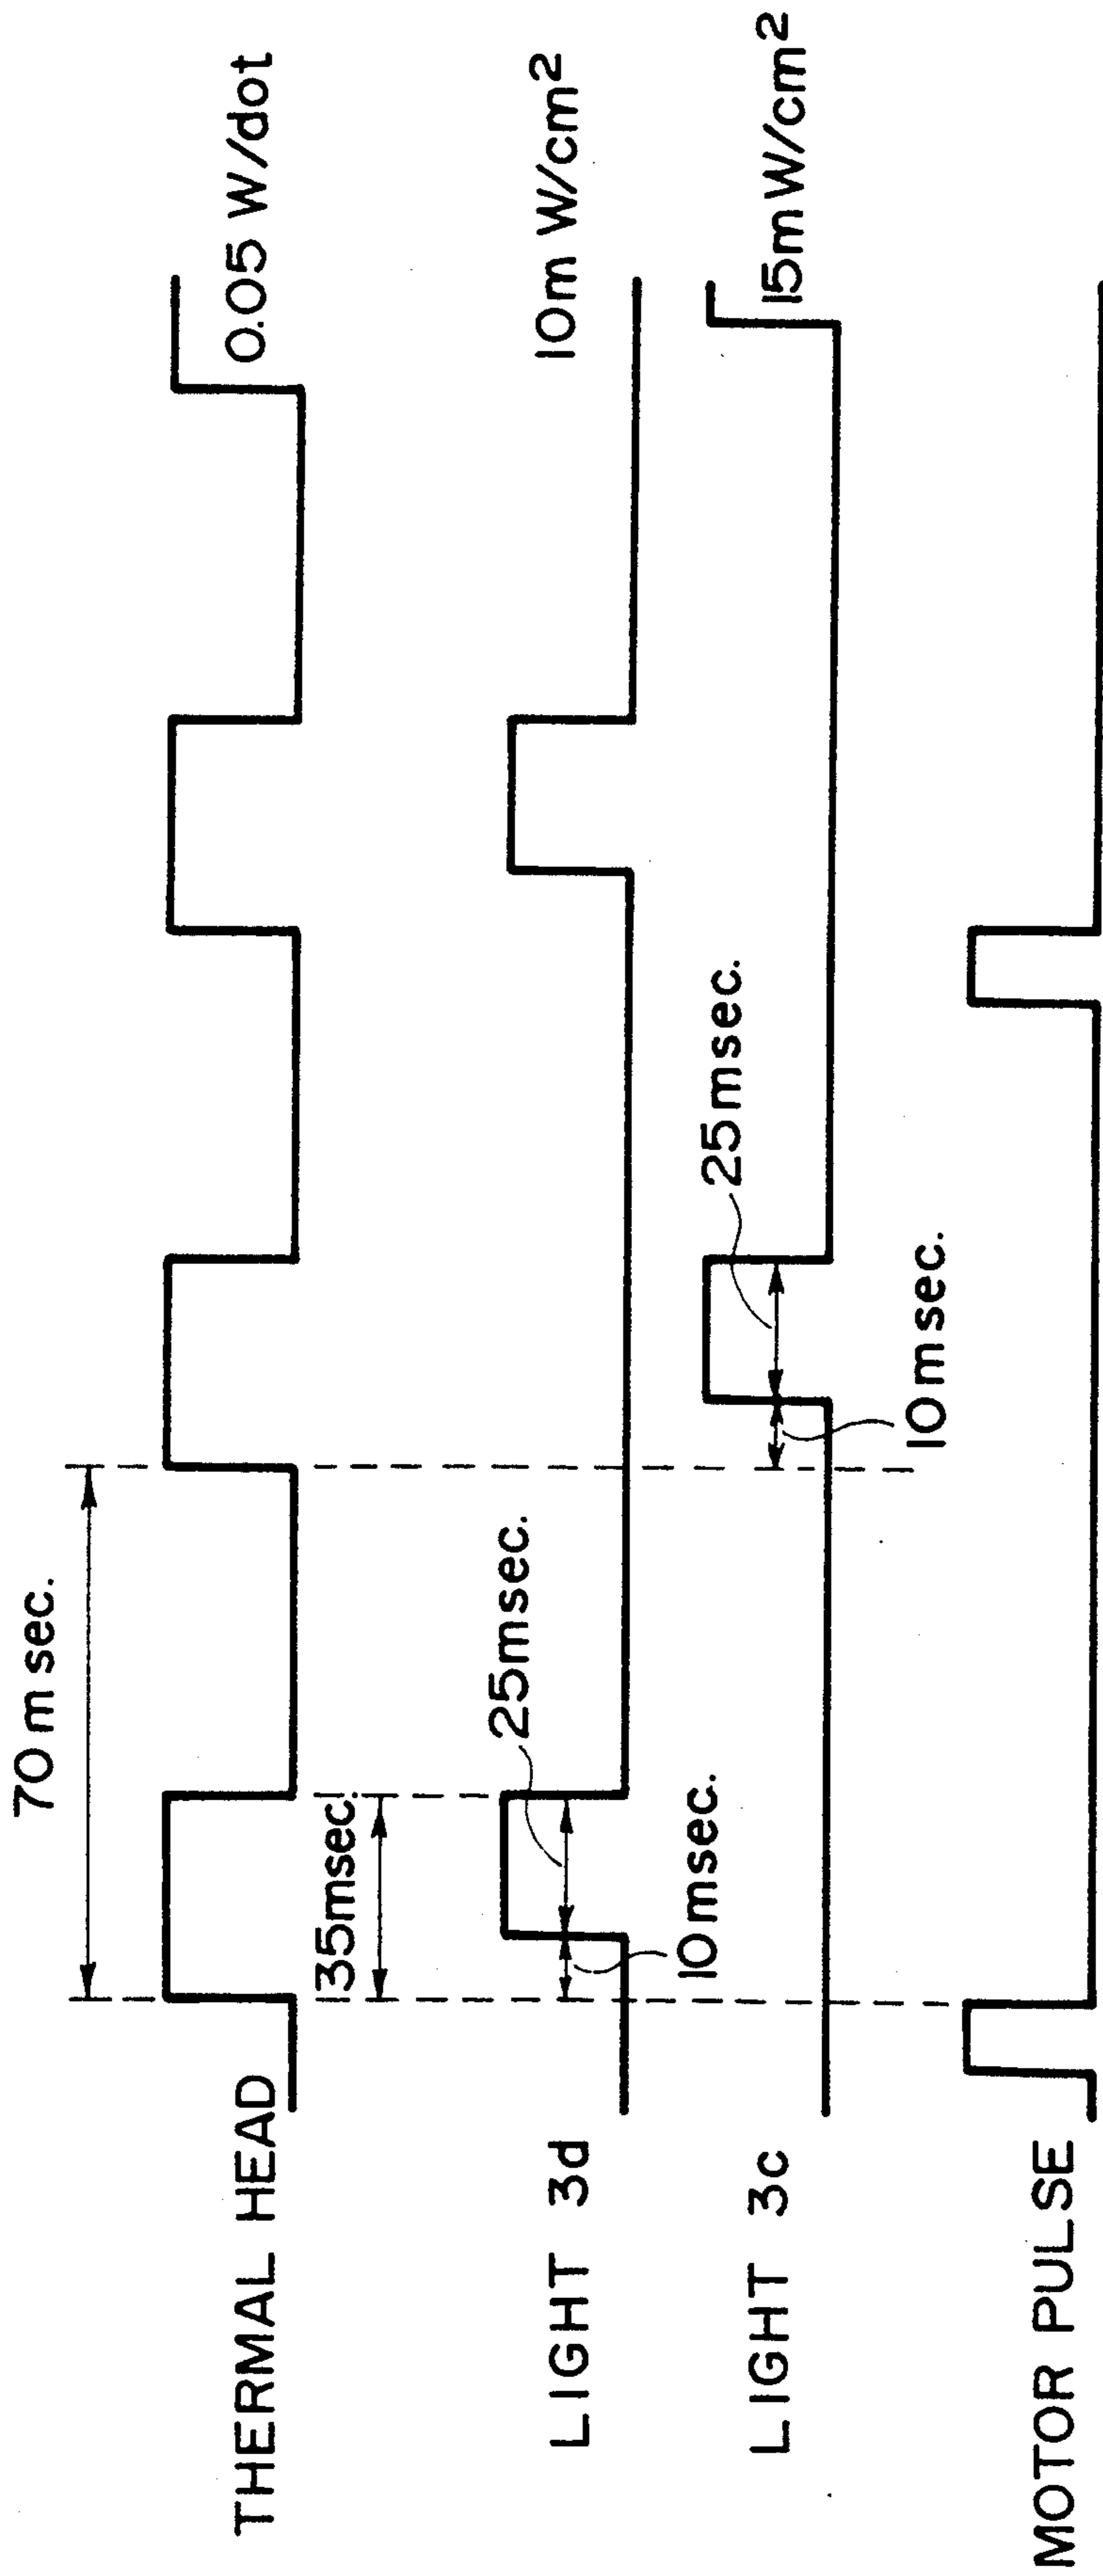 70 m sec.
THERMAL HEAD
0.05 W/dot
35msec.
LIGHT 3d
25msec.
10msec.
10m W/cm²
LIGHT 3c
25msec.
10msec.
15mW/cm²
MOTOR PULSE